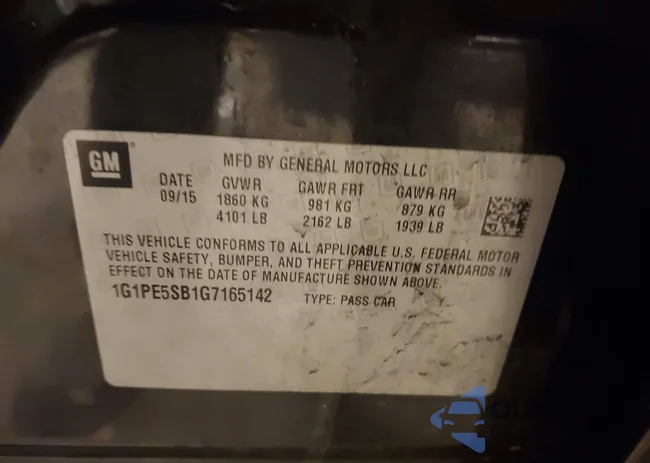 GM
MFD BY GENERAL MOTORS LLC
DATE GVWR GAWR FRT GAWR RR
09/15 1860 KG 981 KG 879 KG
4101 LB 2162 LB 1939 LB
THIS VEHICLE CONFORMS TO ALL APPLICABLE U.S. FEDERAL MOTOR
VEHICLE SAFETY, BUMPER, AND THEFT PREVENTION STANDARDS IN
EFFECT ON THE DATE OF MANUFACTURE SHOWN ABOVE.
1G1PE5SB1G7165142 TYPE: PASS CAR